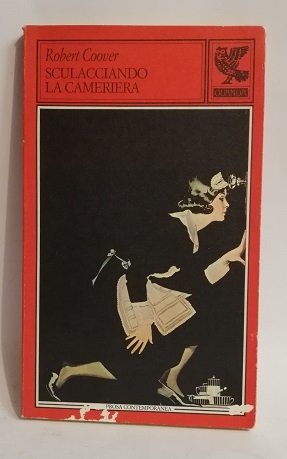 Robert Coover
SCULACCIANDO
LA CAMERIERA
GUANDA
PROSA CONTEMPORANEA